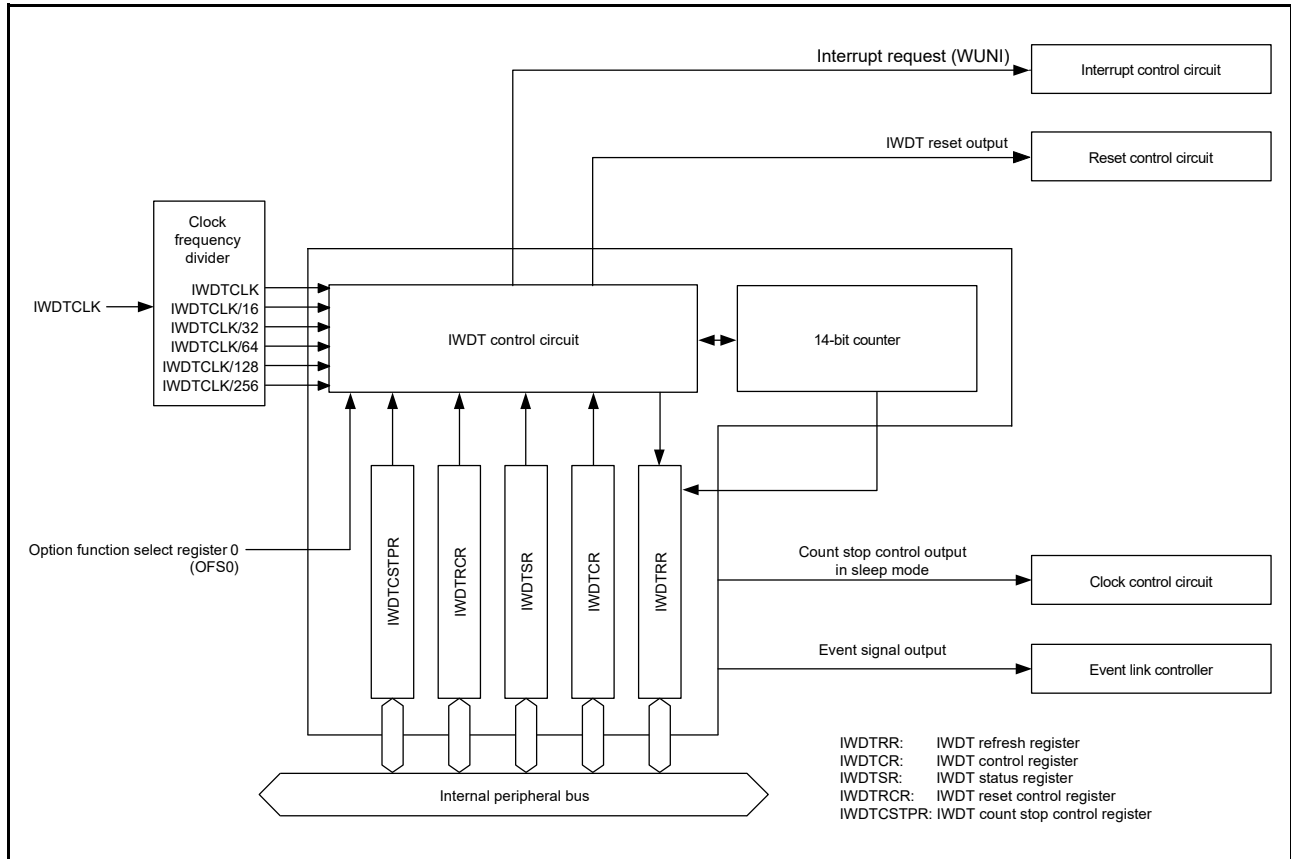 Interrupt request (WUNI)
Interrupt control circuit
IWDT reset output
Reset control circuit
Clock
frequency
divider
IWDTCLK
IWDTCLK
IWDTCLK/16
IWDTCLK/32
IWDTCLK/64
IWDTCLK/128
IWDTCLK/256
IWDT control circuit
14-bit counter
Option function select register 0
(OFS0)
IWDTCSTPR
IWDTRCR
IWDTSR
IWDTCR
IWDTRR
Count stop control output
in sleep mode
Clock control circuit
Event signal output
Event link controller
Internal peripheral bus
IWDTRR: IWDT refresh register
IWDTCR: IWDT control register
IWDTSR: IWDT status register
IWDTRCR: IWDT reset control register
IWDTCSTPR: IWDT count stop control register